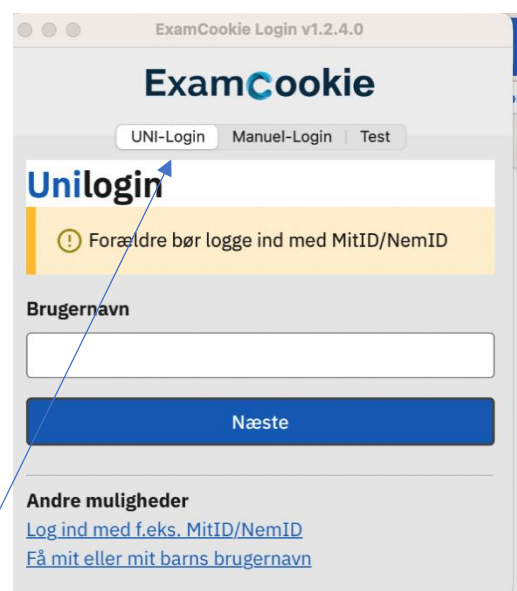 ExamCookie Login v1.2.4.0
ExamCookie
UNI-Login Manuel-Login Test
Unilogin
Forældre bør logge ind med MitID/NemID
Brugernavn
Næste
Andre muligheder
Log ind med f.eks. MitID/NemID
Få mit eller mit barns brugernavn